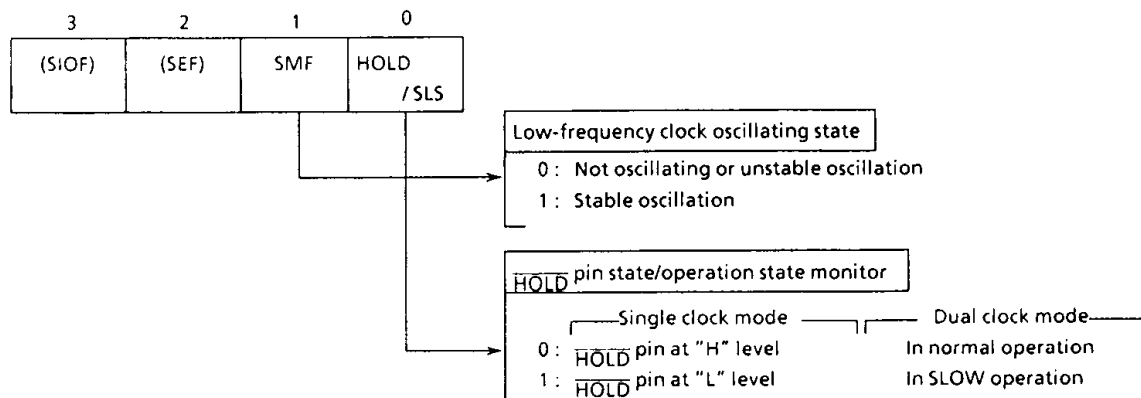 3 2 1 0
(SIOF) (SEF) SMF HOLD
/ SLS
Low-frequency clock oscillating state
0 : Not oscillating or unstable oscillation
1 : Stable oscillation
HOLD pin state/operation state monitor
Single clock mode Dual clock mode
0 : HOLD pin at "H" level In normal operation
1 : HOLD pin at "L" level In SLOW operation